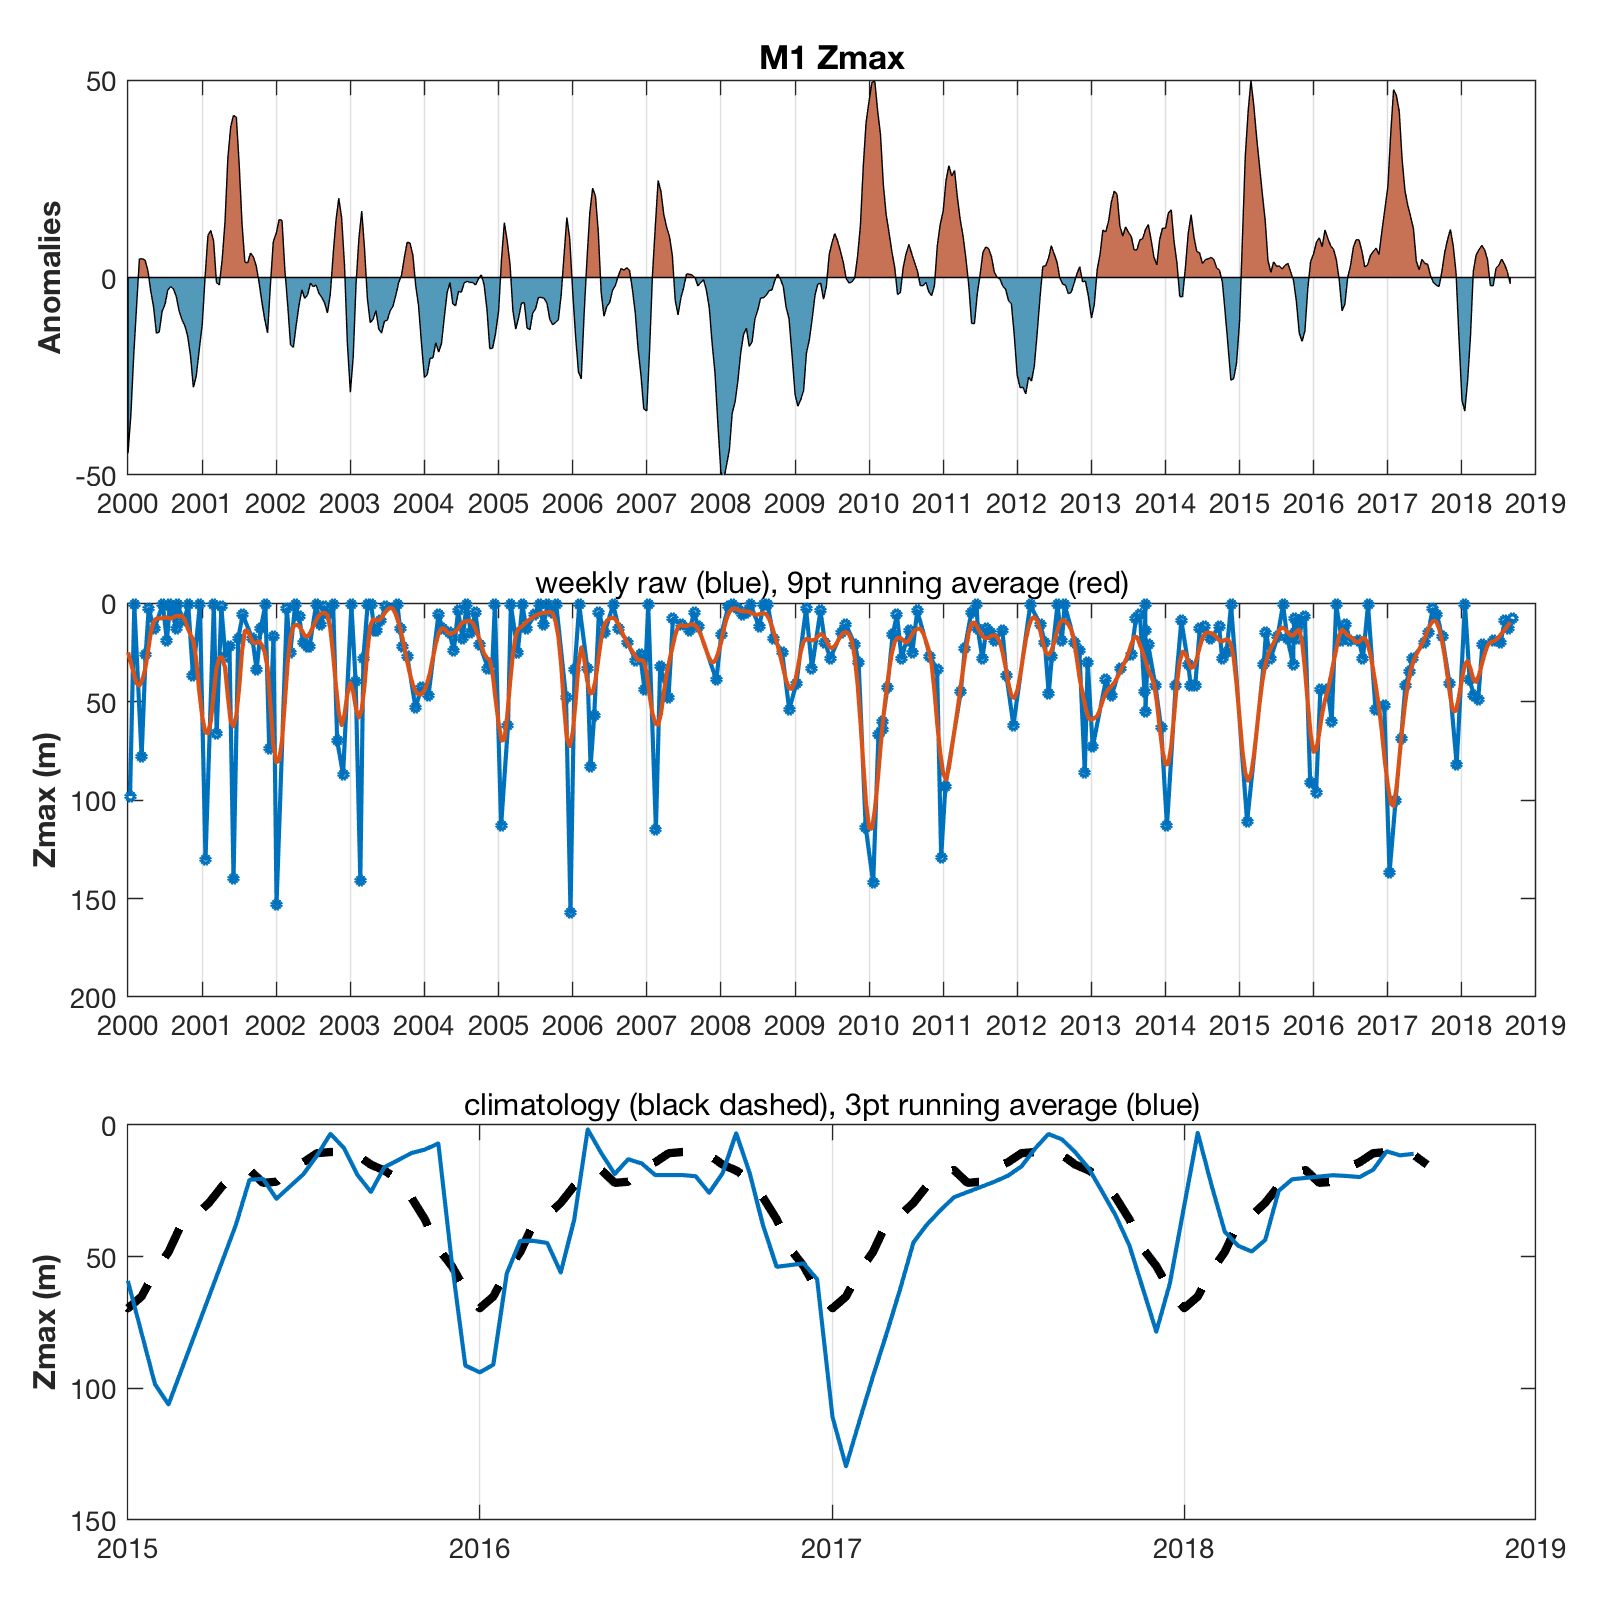 M1 Zmax
Anomalies
50
0
-50
2000 2001 2002 2003 2004 2005 2006 2007 2008 2009 2010 2011 2012 2013 2014 2015 2016 2017 2018 2019
weekly raw (blue), 9pt running average (red)
Zmax (m)
0
50
100
150
200
2000 2001 2002 2003 2004 2005 2006 2007 2008 2009 2010 2011 2012 2013 2014 2015 2016 2017 2018 2019
climatology (black dashed), 3pt running average (blue)
Zmax (m)
0
50
100
150
2015 2016 2017 2018 2019